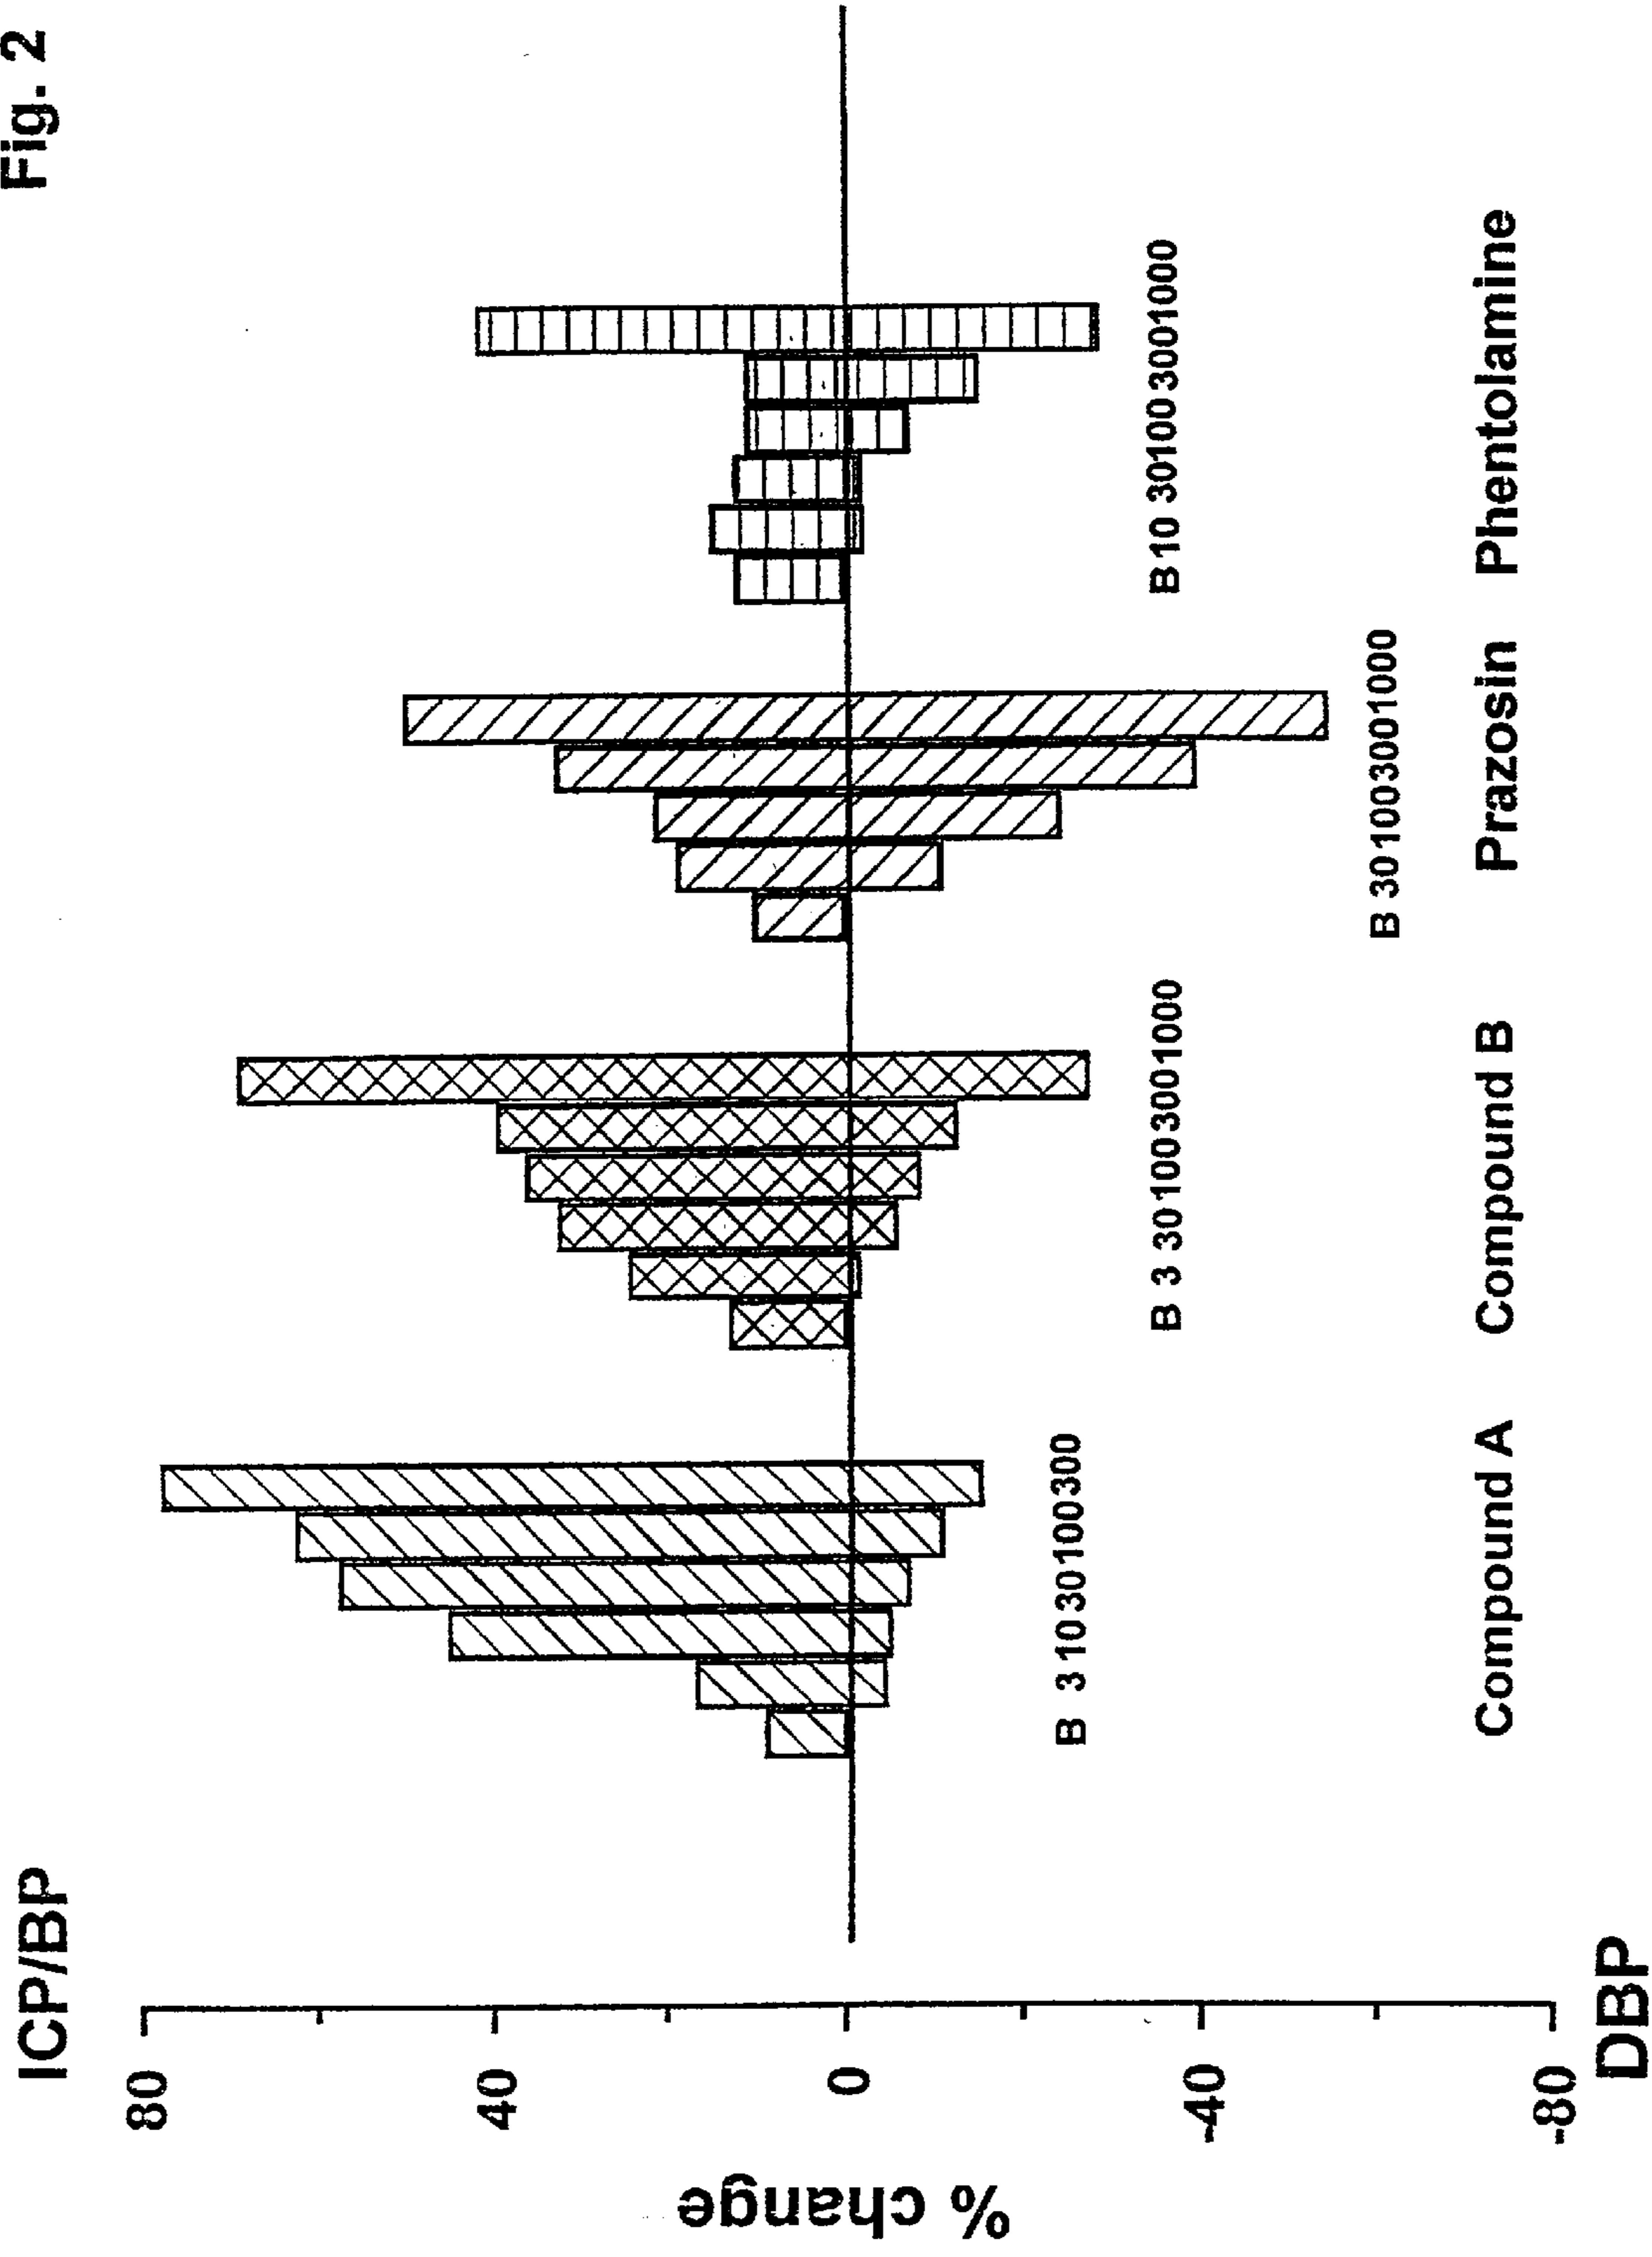 Fig. 2
ICP/BP
80
40
0
-40
-80
% change
DBP
B 3 10 30 100 300
B 3 30 100 300 1000
B 30 100 300 1000
B 10 30 100 300 1000
Compound A Compound B Prazosin Phentolamine